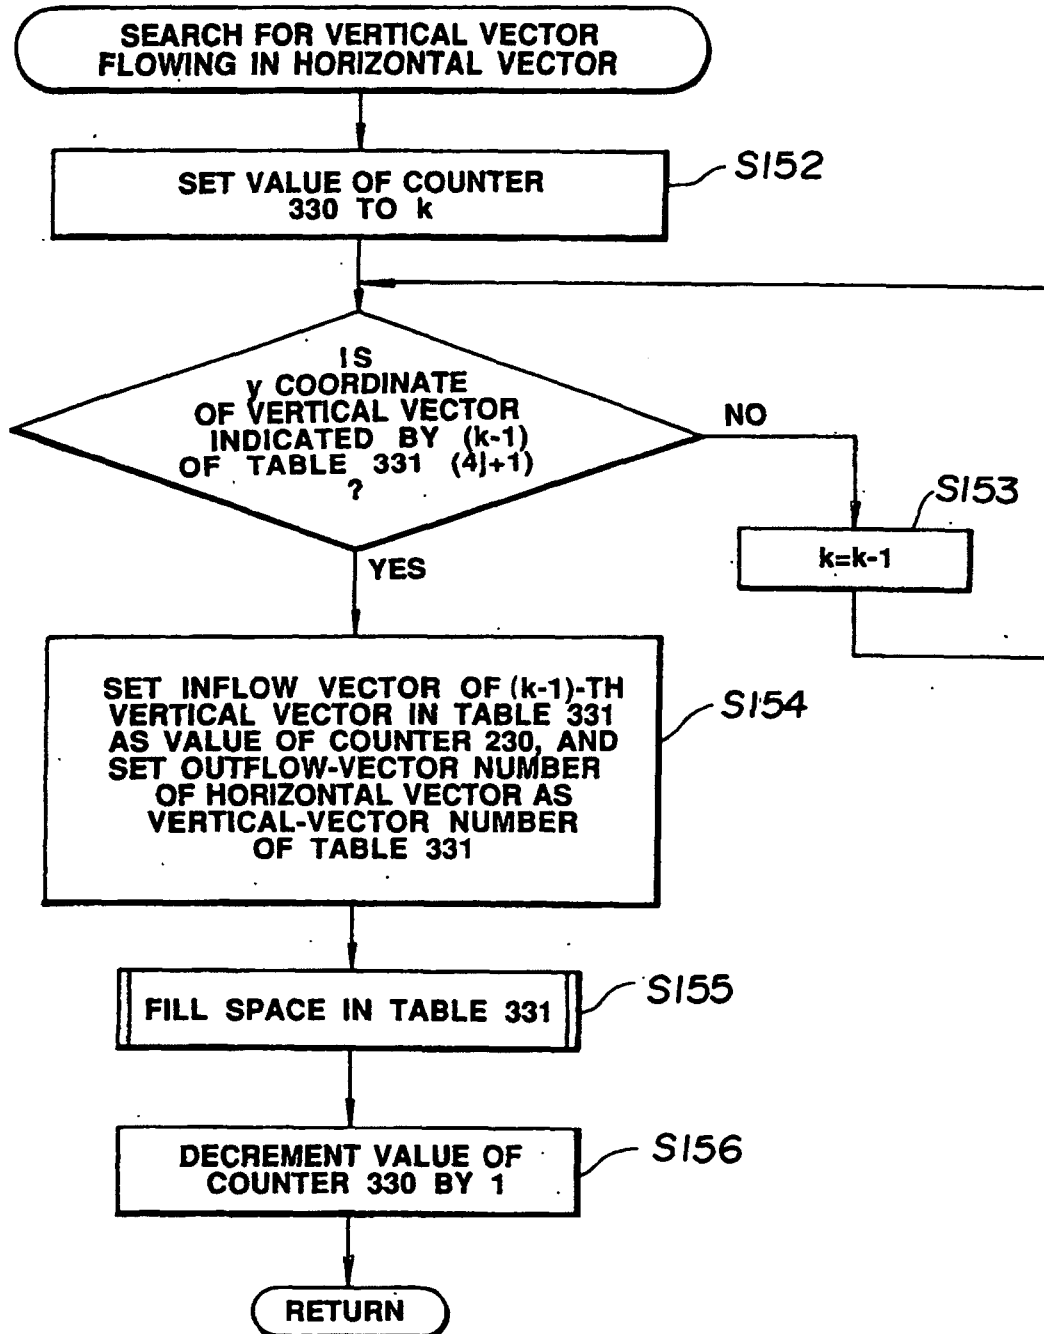 SEARCH FOR VERTICAL VECTOR
FLOWING IN HORIZONTAL VECTOR
SET VALUE OF COUNTER
330 TO k
S152
IS
y COORDINATE
OF VERTICAL VECTOR
INDICATED BY (k-1)
OF TABLE 331 (4j+1)
?
NO
S153
k=k-1
YES
SET INFLOW VECTOR OF (k-1)-TH
VERTICAL VECTOR IN TABLE 331
AS VALUE OF COUNTER 230, AND
SET OUTFLOW-VECTOR NUMBER
OF HORIZONTAL VECTOR AS
VERTICAL-VECTOR NUMBER
OF TABLE 331
S154
FILL SPACE IN TABLE 331
S155
DECREMENT VALUE OF
COUNTER 330 BY 1
S156
RETURN